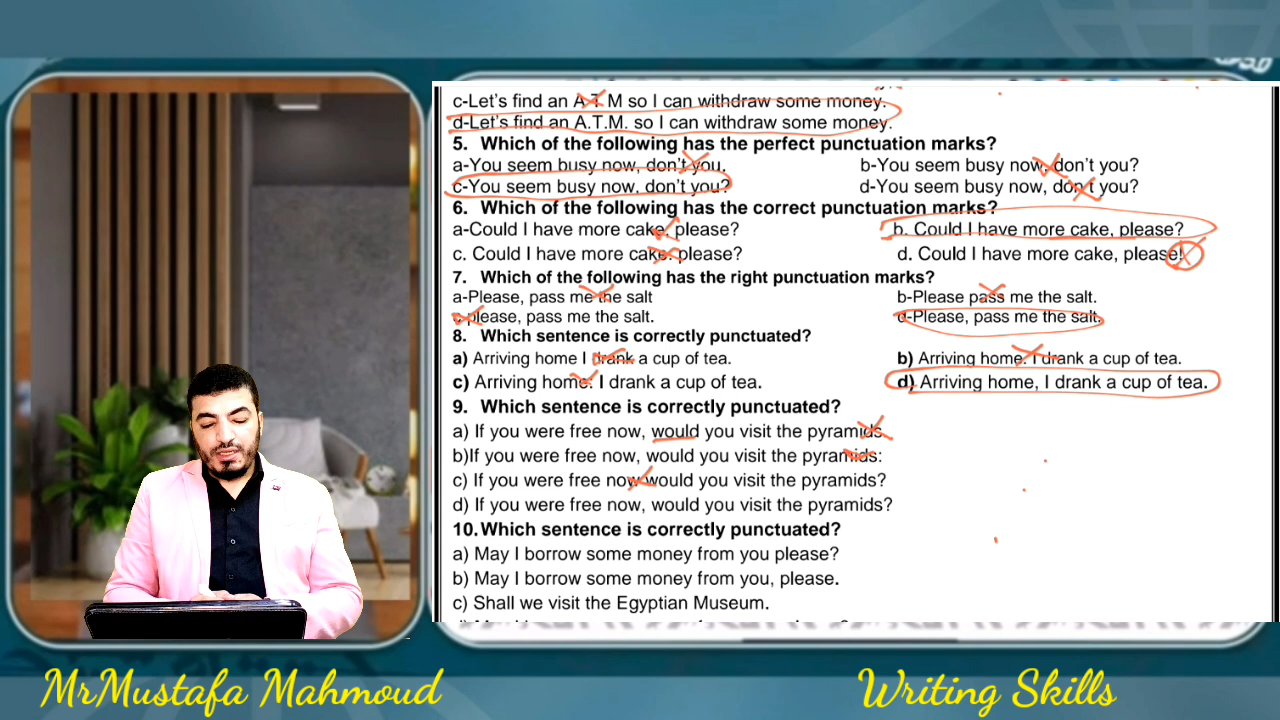 c-Let's find an A.T. M so I can withdraw some money.
d-Let's find an A.T.M. so I can withdraw some money.
5. Which of the following has the perfect punctuation marks?
a-You seem busy now, don't you, b-You seem busy now, don't you?
c-You seem busy now, don't you? d-You seem busy now, don t you?
6. Which of the following has the correct punctuation marks?
a-Could I have more cake, please? b. Could I have more cake, please?
c. Could I have more cake. please? d. Could I have more cake, please!
7. Which of the following has the right punctuation marks?
a-Please, pass me the salt b-Please pass me the salt.
c-please, pass me the salt. d-Please, pass me the salt.
8. Which sentence is correctly punctuated?
a) Arriving home I drank a cup of tea. b) Arriving home. I drank a cup of tea.
c) Arriving home: I drank a cup of tea. d) Arriving home, I drank a cup of tea.
9. Which sentence is correctly punctuated?
a) If you were free now, would you visit the pyramids.
b)If you were free now, would you visit the pyramids:
c) If you were free now would you visit the pyramids?
d) If you were free now, would you visit the pyramids?
10. Which sentence is correctly punctuated?
a) May I borrow some money from you please?
b) May I borrow some money from you, please.
c) Shall we visit the Egyptian Museum.
MrMustafa Mahmoud
Writing Skills